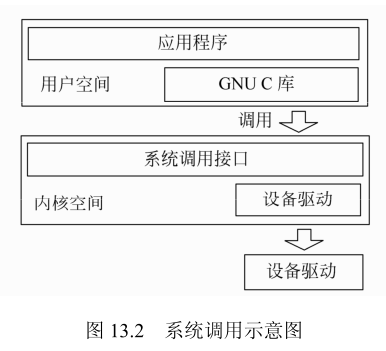 应用程序
用户空间
GNU C 库
调用
系统调用接口
内核空间
设备驱动
设备驱动
图 13.2 系统调用示意图